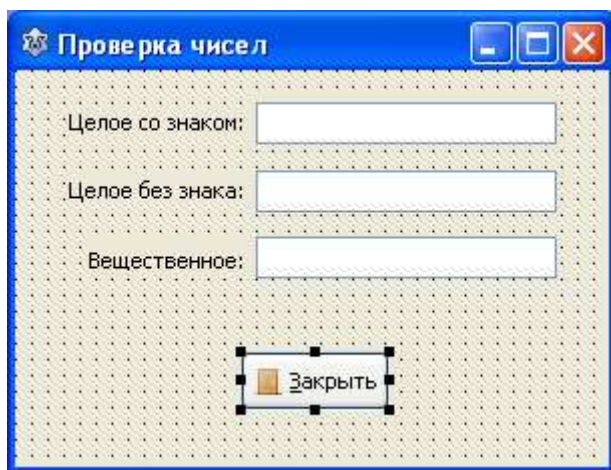 Проверка чисел
Целое со знаком:
Целое без знака:
Вещественное:
Закрыть